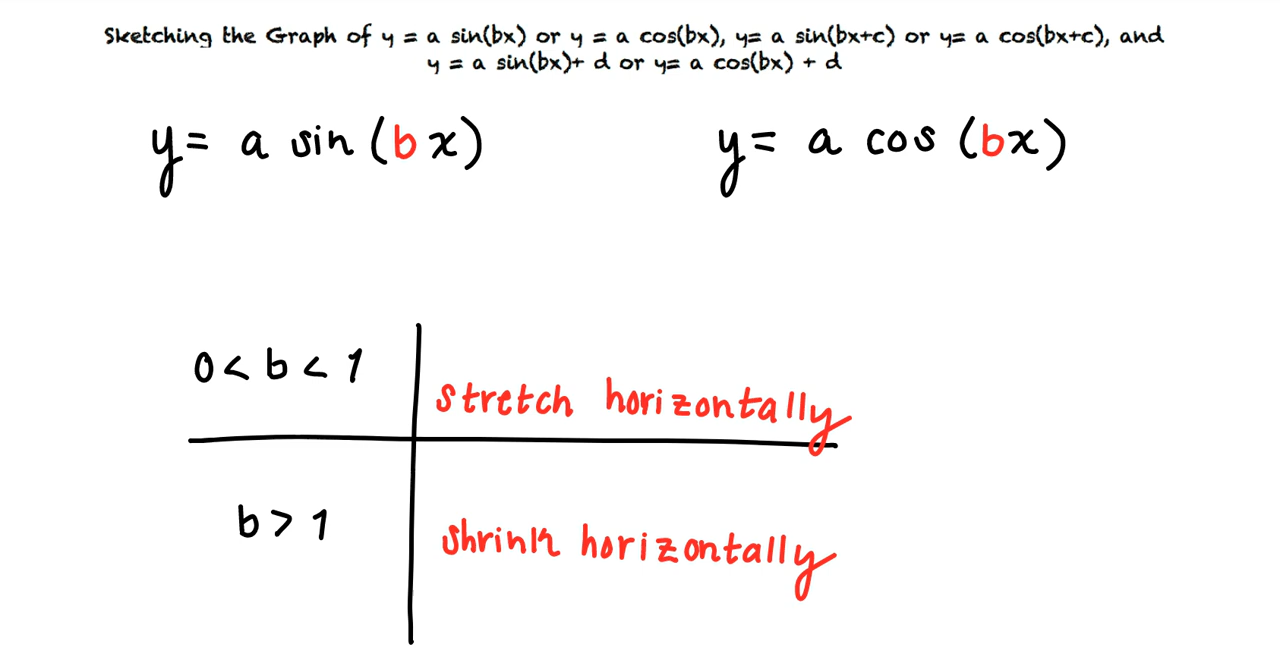 Sketching the Graph of y = a sin(bx) or y = a cos(bx), y= a sin(bx+c) or y= a cos(bx+c), and
y = a sin(bx)+ d or y= a cos(bx) + d
y= a sin (bx)
y= a cos (bx)
0 < b < 1
stretch horizontally
b > 1
shrink horizontally